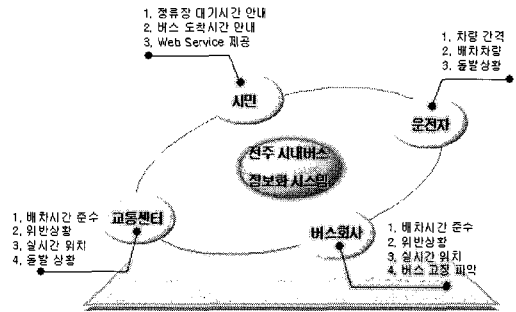 1. 정류장 대기시간 안내
2. 버스 도착시간 안내
3. Web Service 제공
시민
1. 차량 간격
2. 배차차량
3. 돌발상황
운전자
전주 시내버스
정보화 시스템
1. 배차시간 준수
2. 위반상황
3. 실시간 위치
4. 돌발 상황
교통센터
버스회사
1. 배차시간 준수
2. 위반상황
3. 실시간 위치
4. 버스 고장 파악